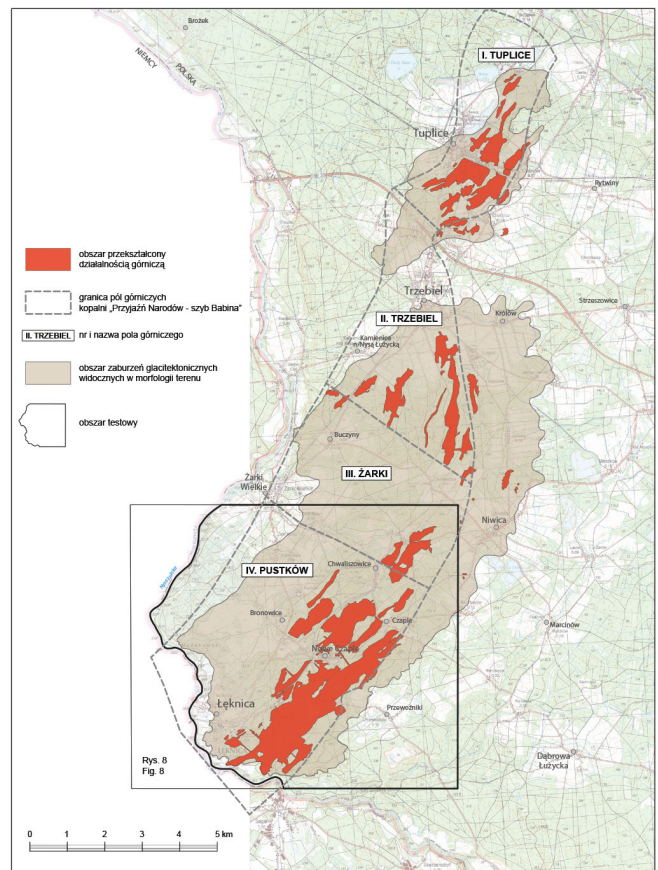 Brożek
NIEMCY
POLSKA
I. TUPLICE
Tuplice
Rytwiny
obszar przekształcony
działalnością górniczą
granica pól górniczych
kopalni „Przyjaźń Narodów - szyb Babina”
Trzebiel
Strzeszowice
II. TRZEBIEL
nr i nazwa pola górniczego
II. TRZEBIEL
Królów
Kamienica
n/Nysą Łużycką
obszar zaburzeń glacitektonicznych
widocznych w morfologii terenu
obszar testowy
Buczyny
III. ŻARKI
Żarki
Wielkie
Niwica
IV. PUSTKÓW
Chwaliszowice
Bronowice
Czaple
Marcinów
Nowe Czaple
Łęknica
Przewoźniki
Dąbrowa
Łużycka
Rys. 8
Fig. 8
0 1 2 3 4 5 km